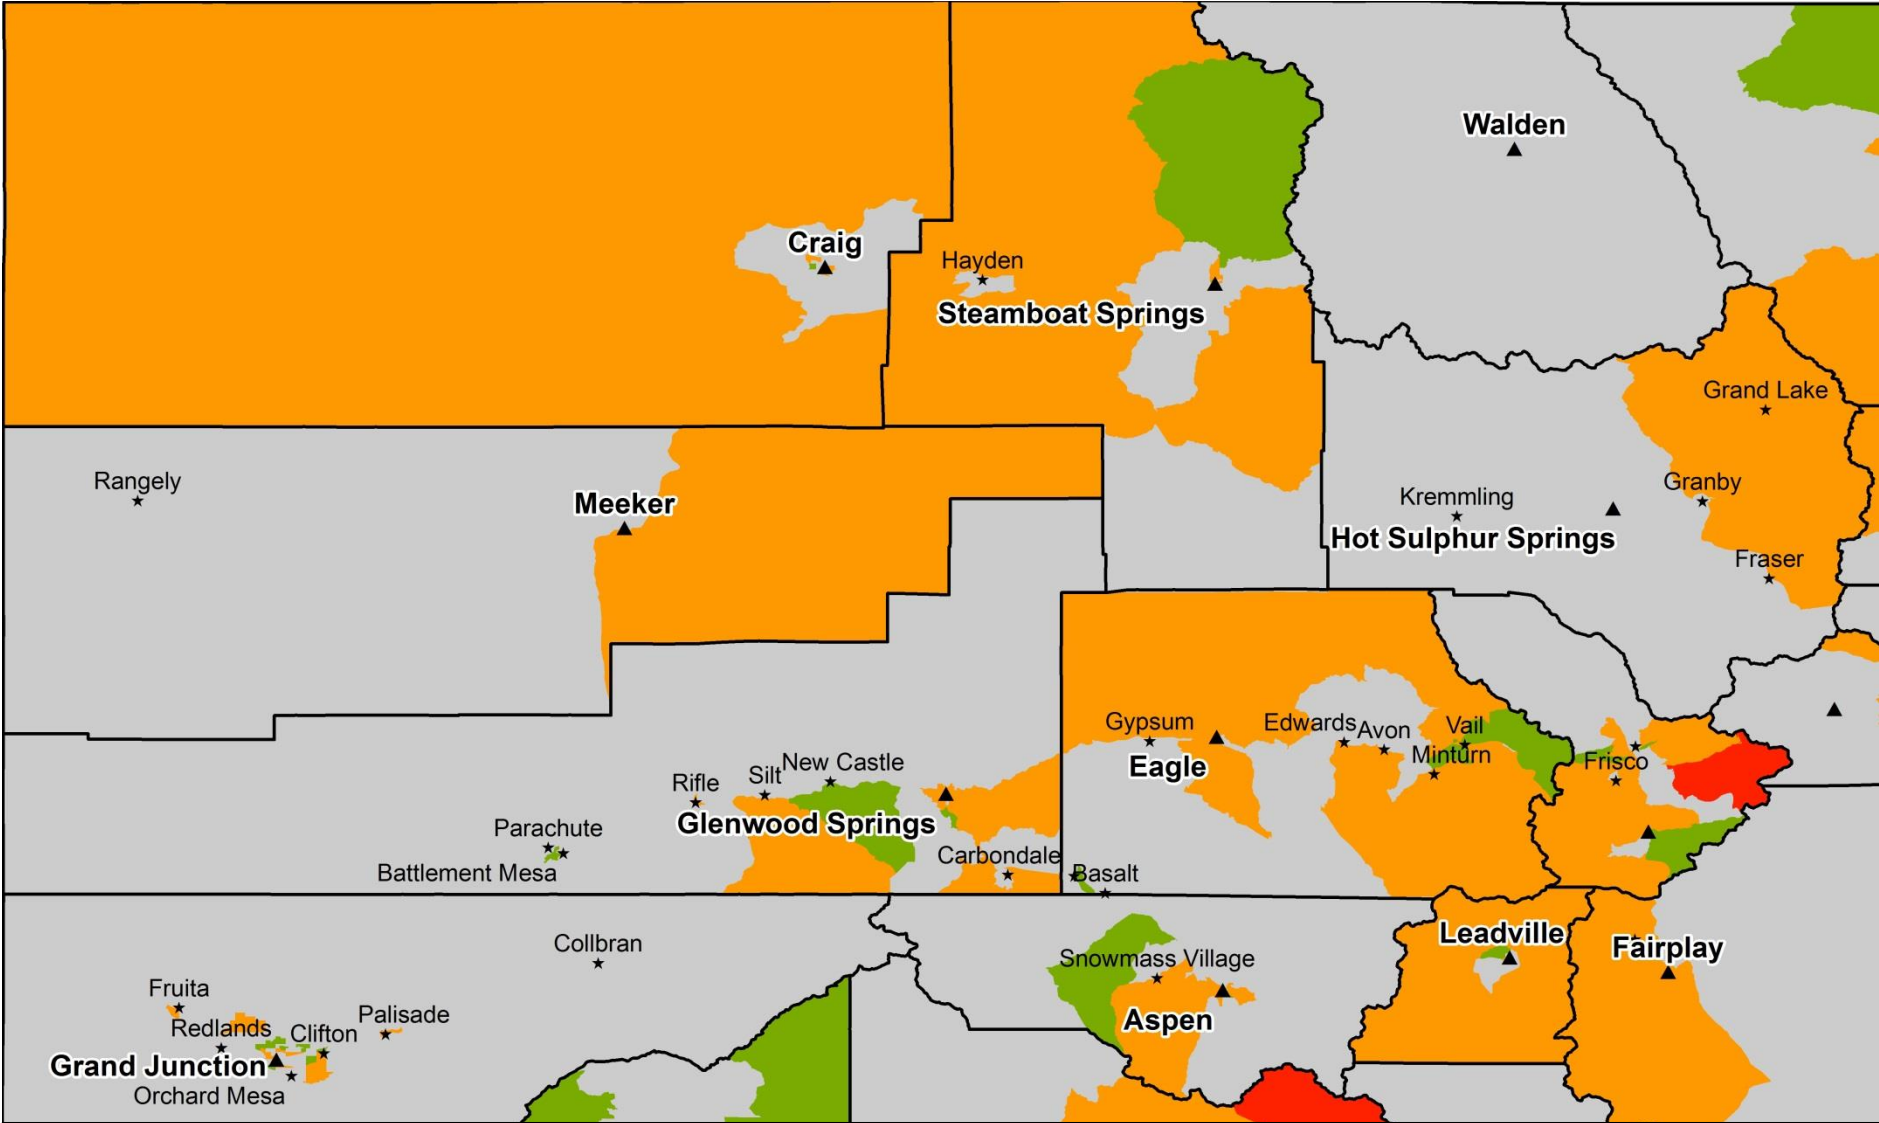 Walden
Craig
Hayden
Steamboat Springs
Grand Lake
Rangely
Meeker
Granby
Kremmling
Hot Sulphur Springs
Fraser
Gypsum
Edwards
Avon
Vail
Eagle
Minturn
Frisco
New Castle
Silt
Rifle
Glenwood Springs
Parachute
Carbondale
Battlement Mesa
Basalt
Leadville
Collbran
Fairplay
Snowmass Village
Fruita
Palisade
Aspen
Redlands
Clifton
Grand Junction
Orchard Mesa